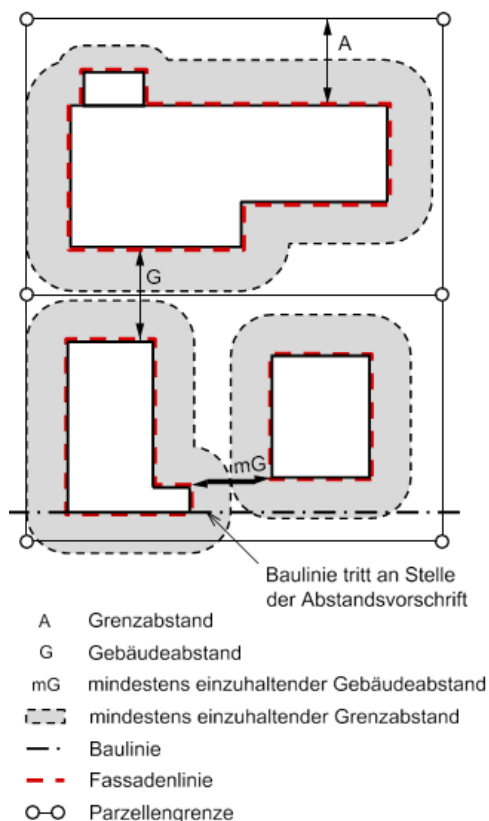 A
G
mG
Baulinie tritt an Stelle
der Abstandsvorschrift
A Grenzabstand
G Gebäudeabstand
mG mindestens einzuhaltender Gebäudeabstand
mindestens einzuhaltender Grenzabstand
Baulinie
Fassadenlinie
Parzellengrenze